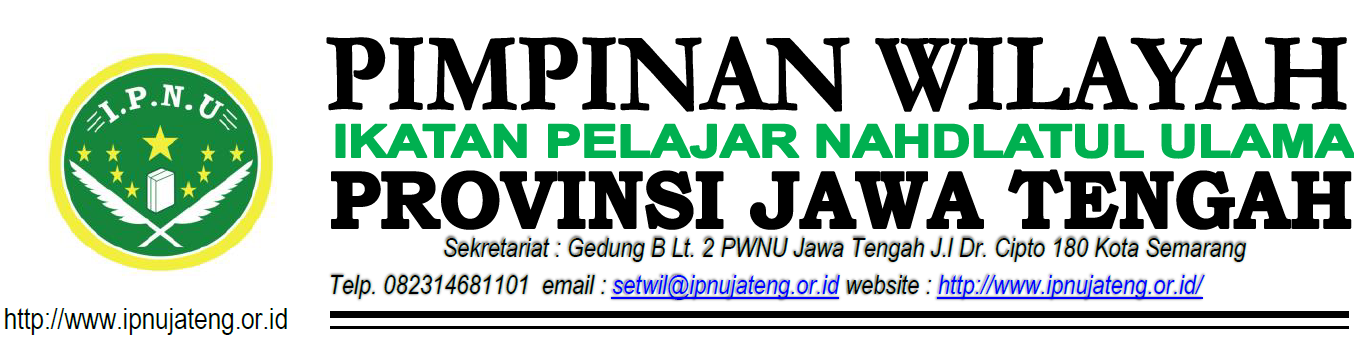 I.P.N.U
PIMPINAN WILAYAH
IKATAN PELAJAR NAHDLATUL ULAMA
PROVINSI JAWA TENGAH
Sekretariat : Gedung B Lt. 2 PWNU Jawa Tengah J.I Dr. Cipto 180 Kota Semarang
Telp. 082314681101 email : setwil@ipnujateng.or.id website : http://www.ipnujateng.or.id/
http://www.ipnujateng.or.id